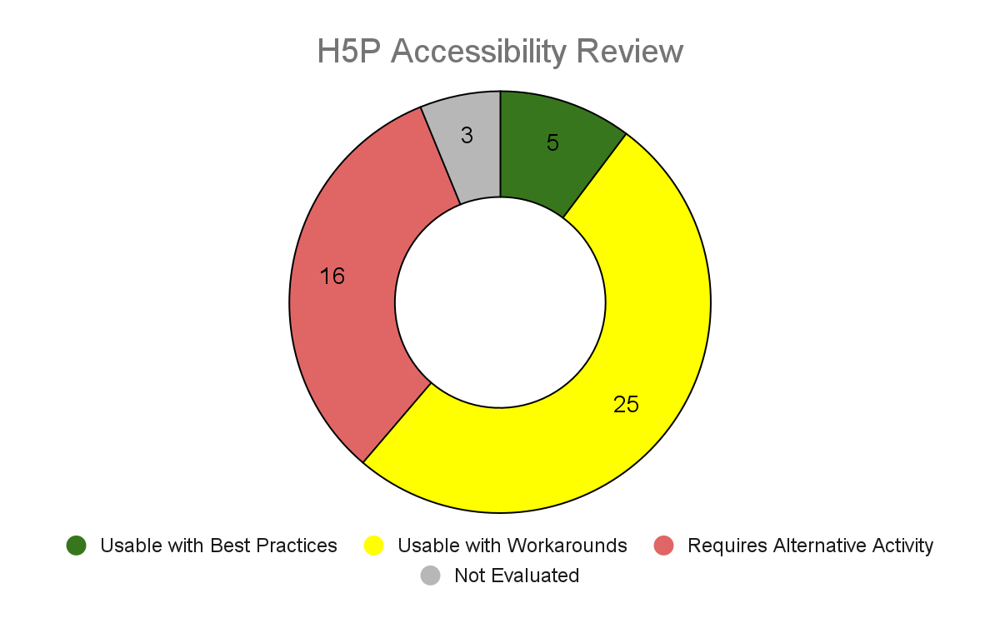 H5P Accessibility Review
3
5
16
25
Usable with Best Practices
Usable with Workarounds
Requires Alternative Activity
Not Evaluated